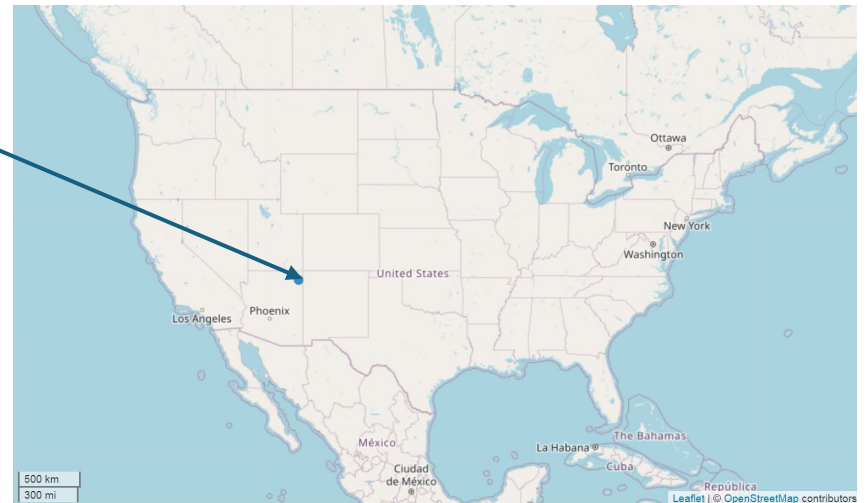 Ottawa
Toronto
New York
Washington
United States
Los Angeles
Phoenix
México
Ciudad
de México
La Habana
The Bahamas
Cuba
República
500 km
300 mi
Leaflet | © OpenStreetMap contributors